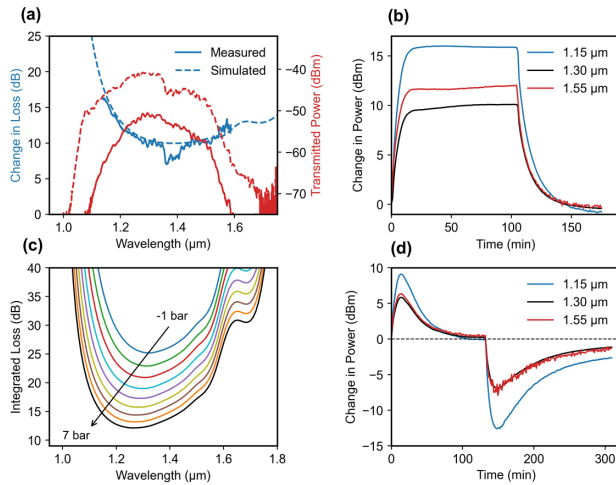 (a)
25
20
15
10
5
0
Change in Loss (dB)
Measured
Simulated
−40
−50
−60
−70
Transmitted Power (dBm)
1.0 1.2 1.4 1.6
Wavelength (μm)
(b)
15
10
5
0
Change in Power (dBm)
1.15 μm
1.30 μm
1.55 μm
0 50 100 150
Time (min)
(c)
40
35
30
25
20
15
10
Integrated Loss (dB)
-1 bar
7 bar
1.0 1.2 1.4 1.6 1.8
Wavelength (μm)
(d)
10
5
0
−5
−10
−15
Change in Power (dBm)
1.15 μm
1.30 μm
1.55 μm
0 100 200 300
Time (min)